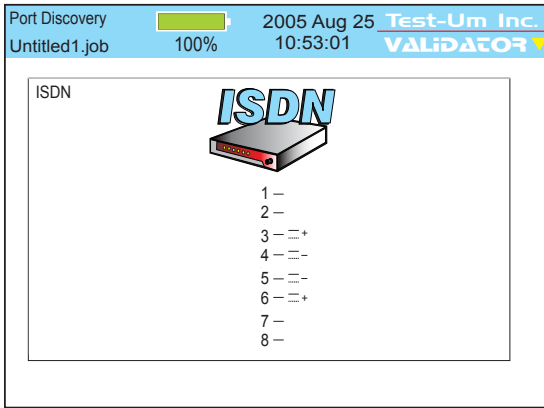 Port Discovery 2005 Aug 25 Test-Um Inc.
Untitled1.job 100% 10:53:01 VALiDATOR
ISDN
ISDN
1 –
2 –
3 – ⎓ +
4 – ⎓ –
5 – ⎓ –
6 – ⎓ +
7 –
8 –